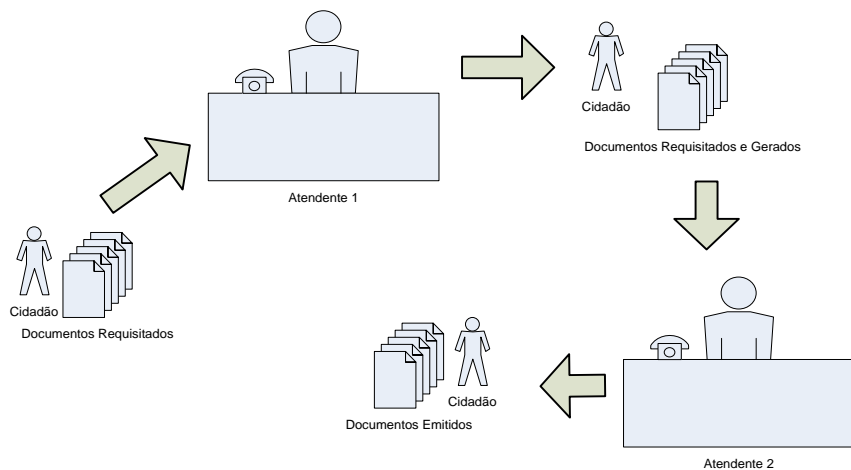 Cidadão
Documentos Requisitados
Atendente 1
Cidadão
Documentos Requisitados e Gerados
Atendente 2
Cidadão
Documentos Emitidos